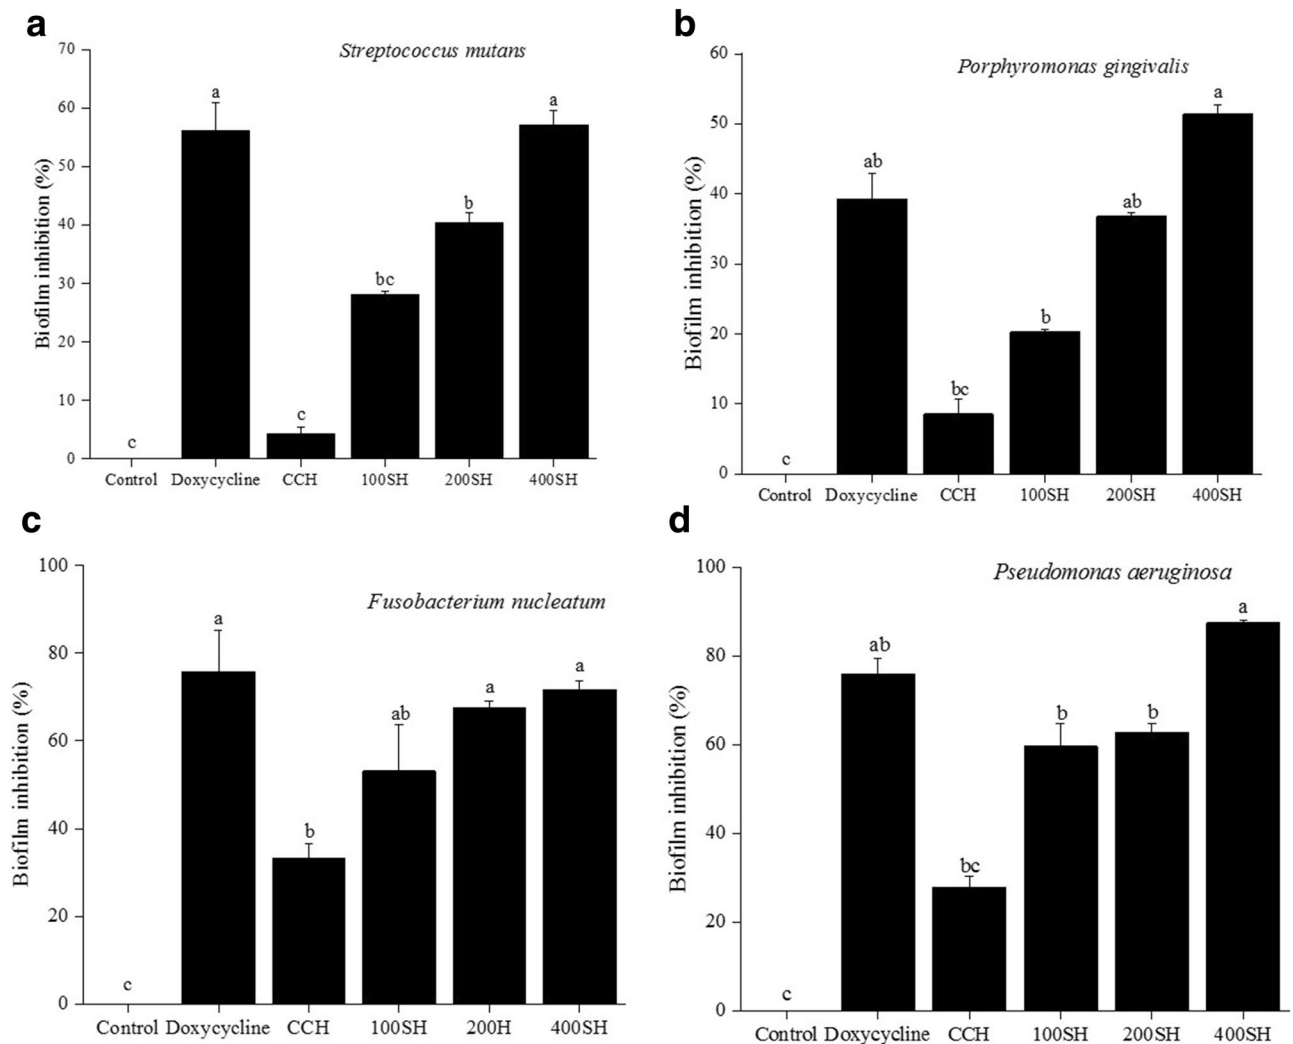 a
Streptococcus mutans
Biofilm inhibition (%)
70
60
50
40
30
20
10
0
c
a
c
bc
b
a
Control Doxycycline CCH 100SH 200SH 400SH
b
Porphyromonas gingivalis
Biofilm inhibition (%)
60
50
40
30
20
10
0
c
ab
bc
b
ab
a
Control Doxycycline CCH 100SH 200SH 400SH
c
Fusobacterium nucleatum
Biofilm inhibition (%)
100
80
60
40
20
0
c
a
b
ab
a
a
Control Doxycycline CCH 100SH 200H 400SH
d
Pseudomonas aeruginosa
Biofilm inhibition (%)
100
80
60
40
20
0
c
ab
bc
b
b
a
Control Doxycycline CCH 100SH 200SH 400SH